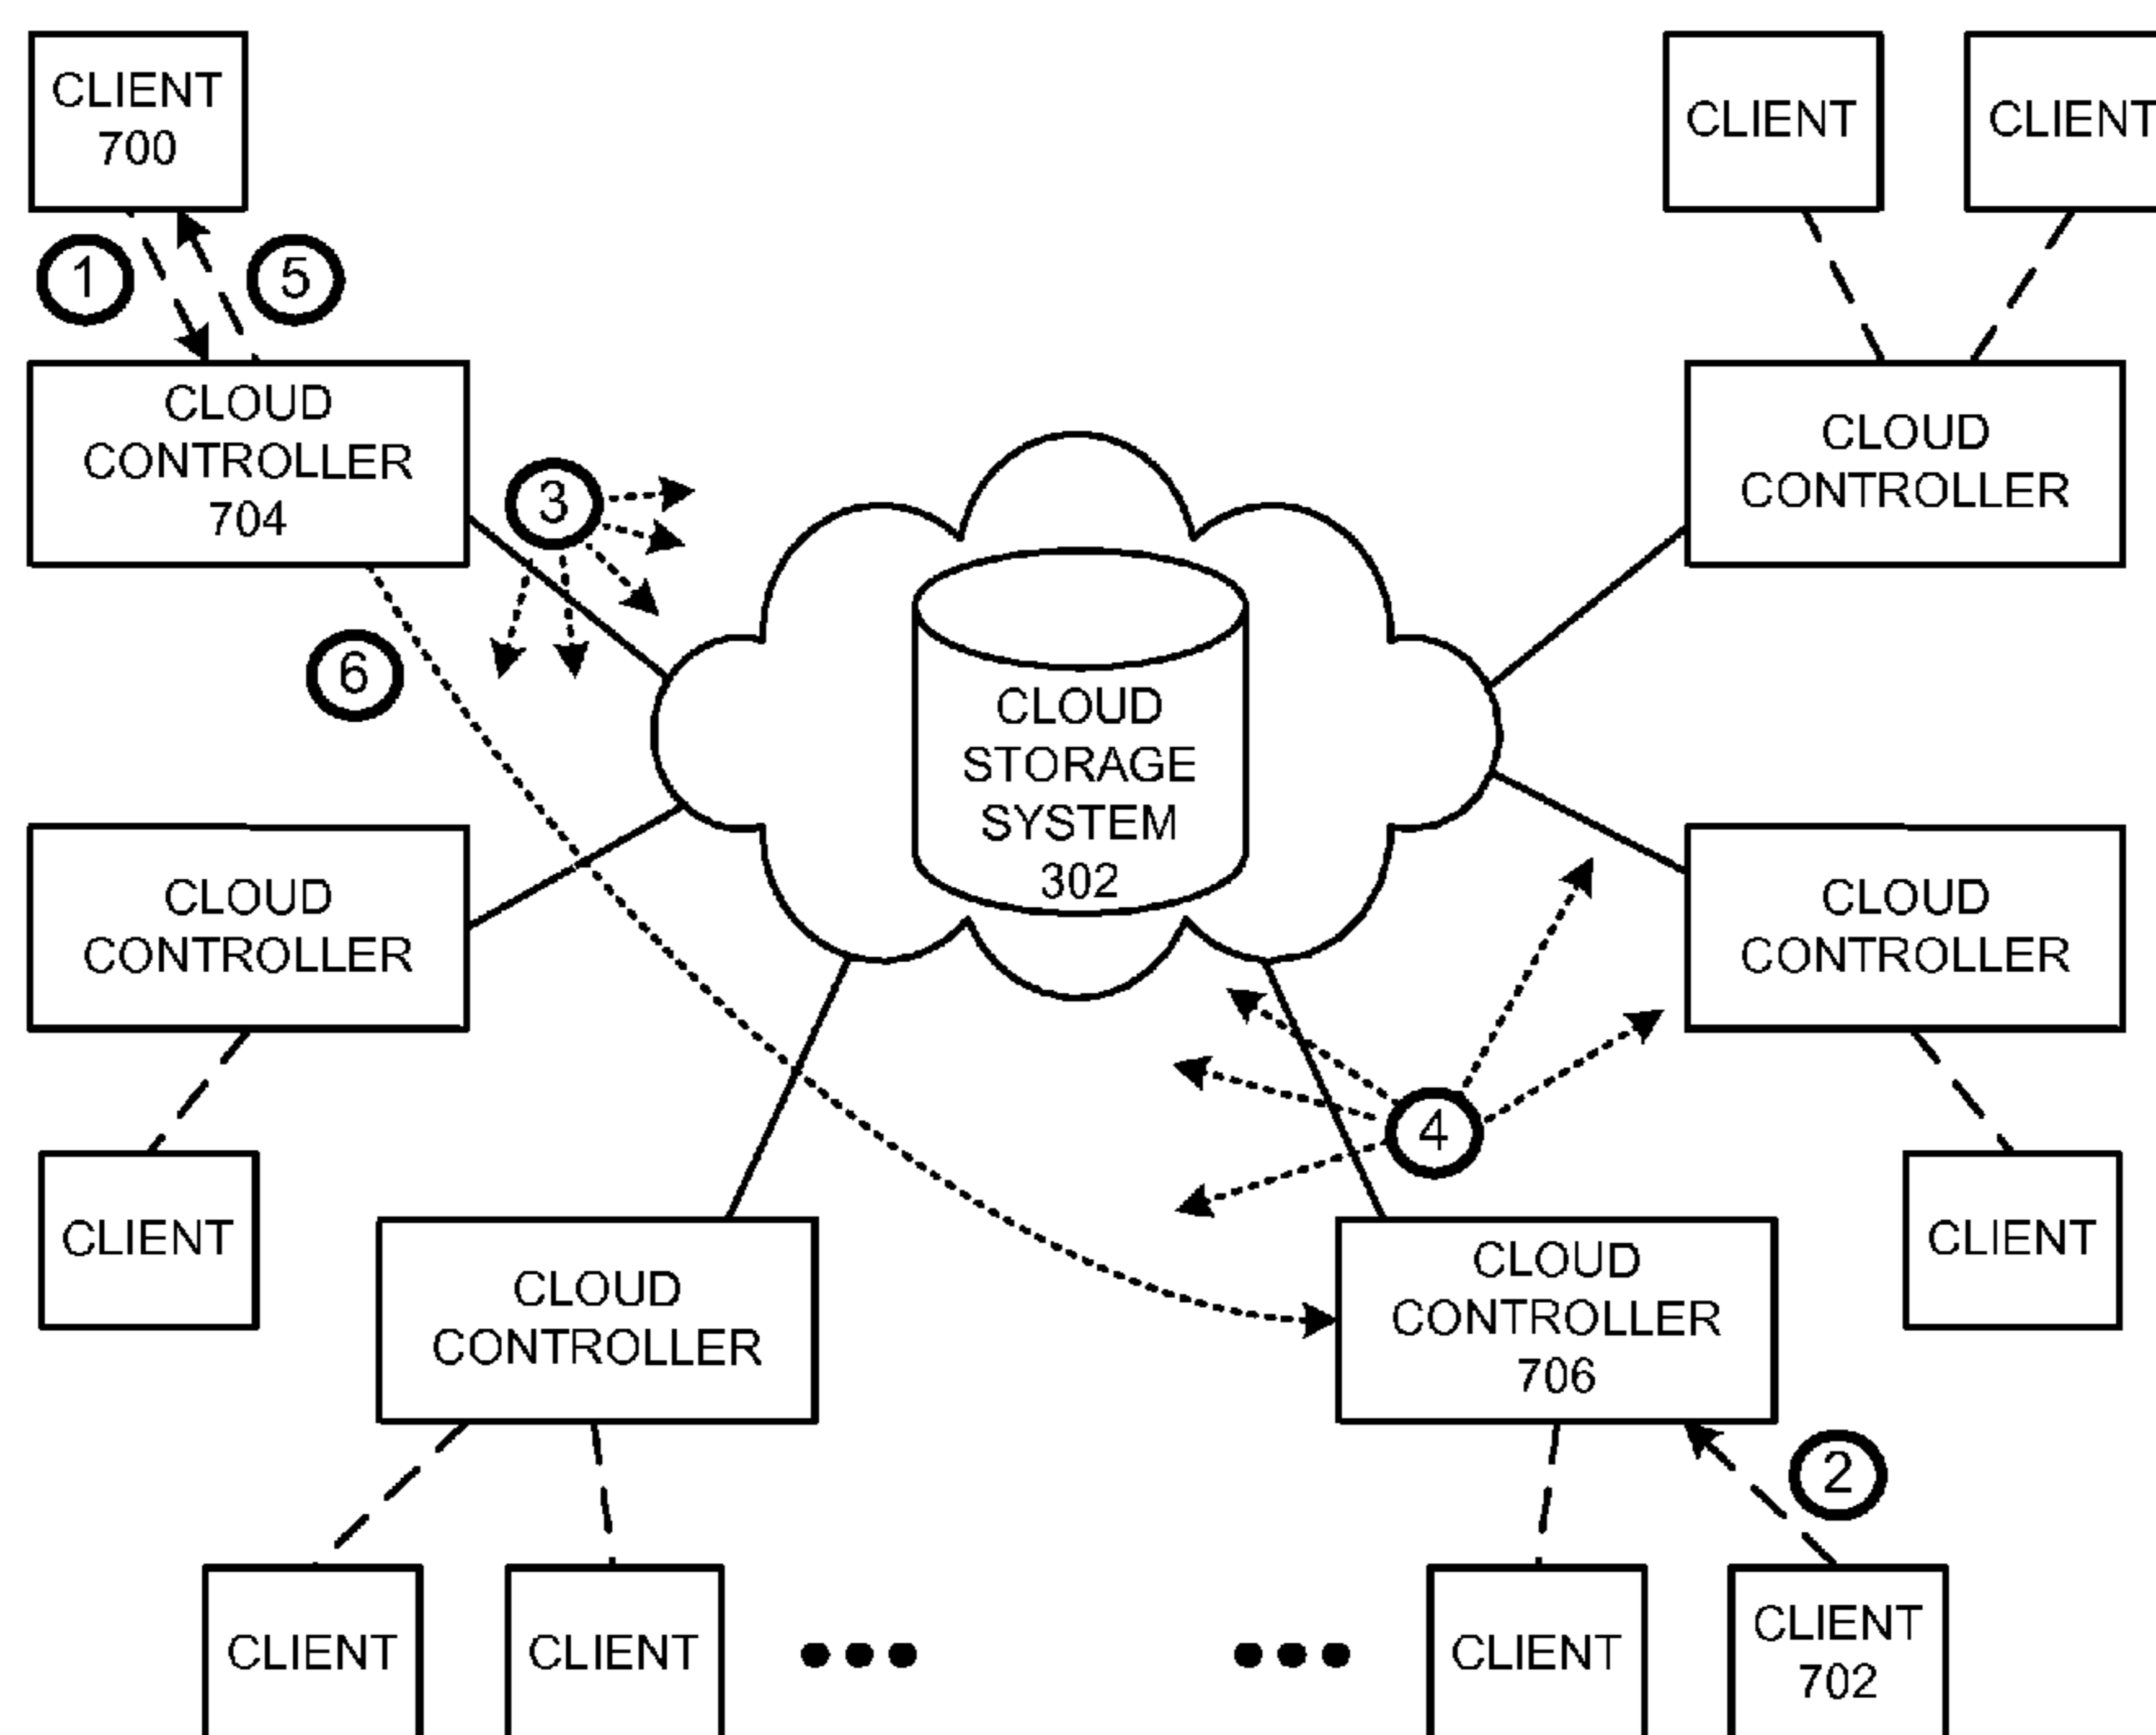 CLIENT
700
CLIENT
CLIENT
1
5
CLOUD
CONTROLLER
704
3
CLOUD
CONTROLLER
6
CLOUD
STORAGE
SYSTEM
302
CLOUD
CONTROLLER
CLOUD
CONTROLLER
4
CLIENT
CLIENT
CLOUD
CONTROLLER
CLOUD
CONTROLLER
706
2
CLIENT
CLIENT
CLIENT
CLIENT
702